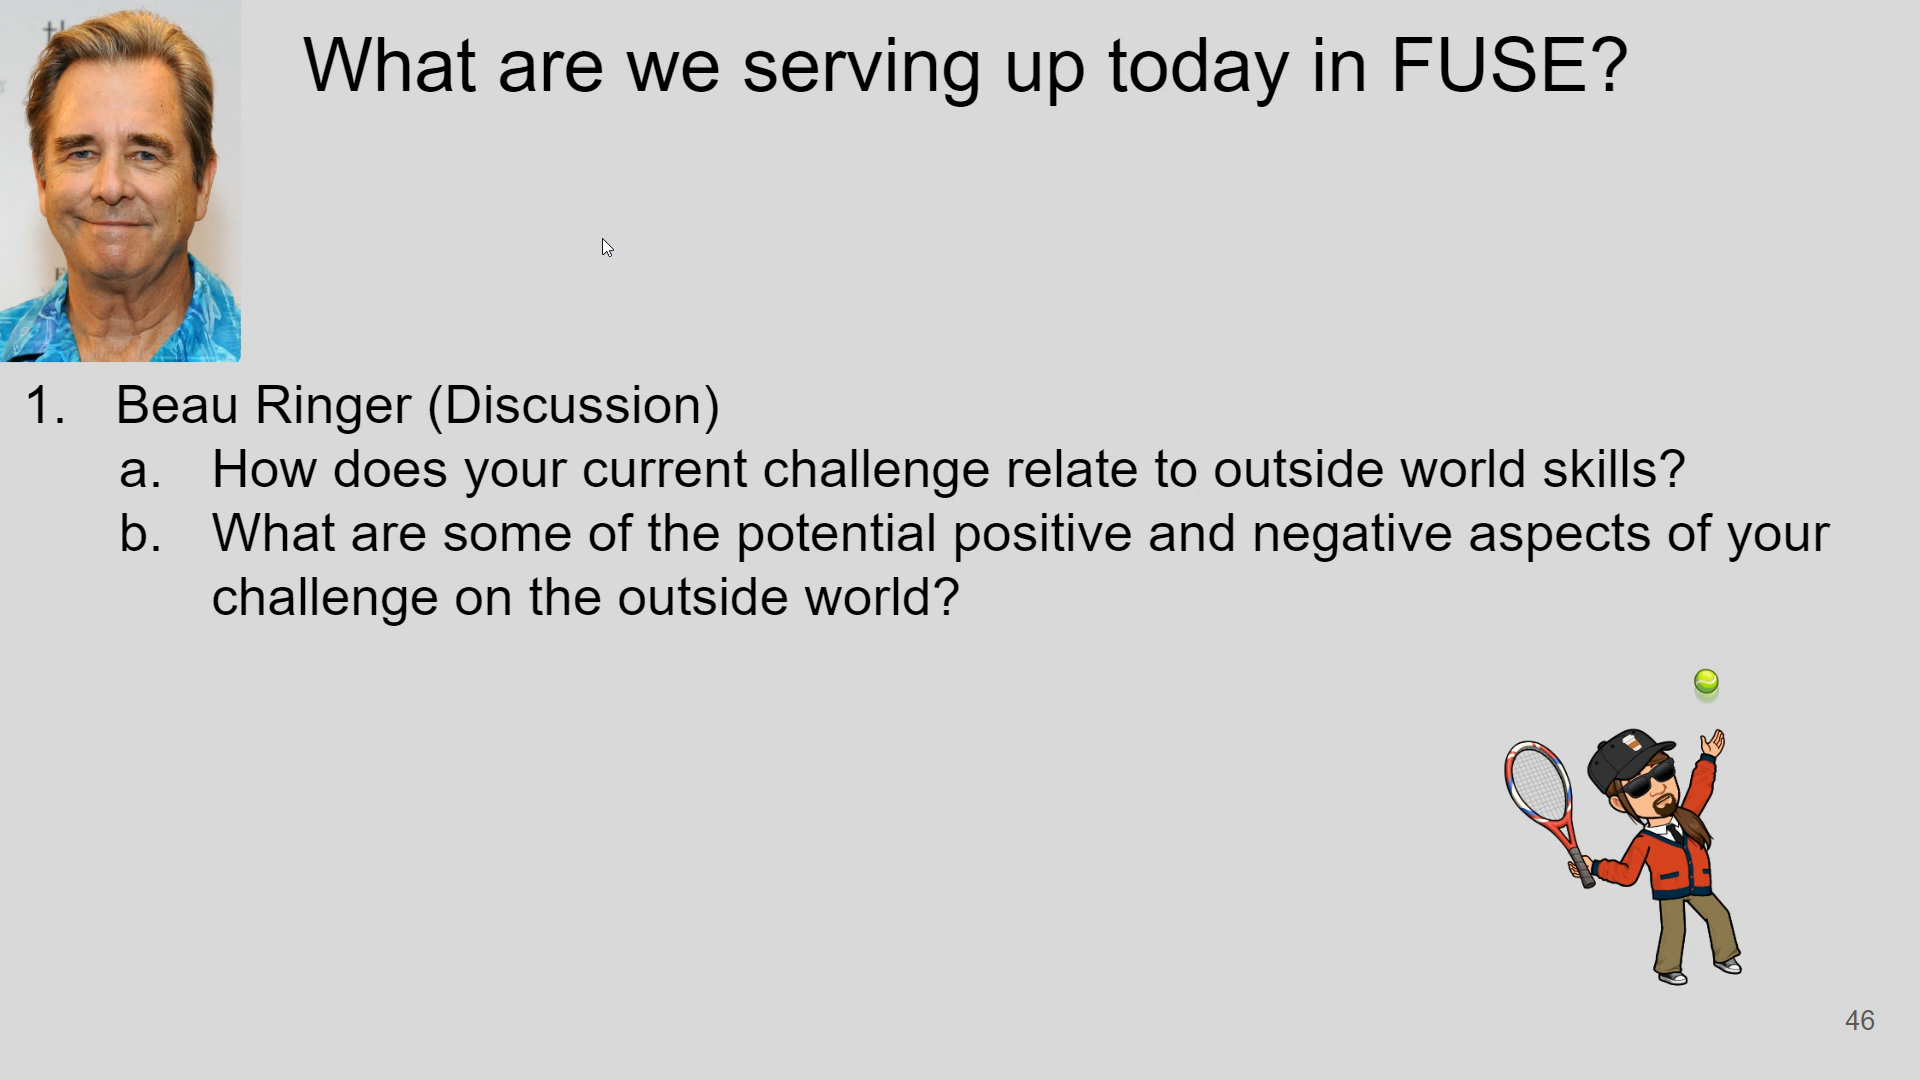 What are we serving up today in FUSE?
1. Beau Ringer (Discussion)
a. How does your current challenge relate to outside world skills?
b. What are some of the potential positive and negative aspects of your
challenge on the outside world?
46